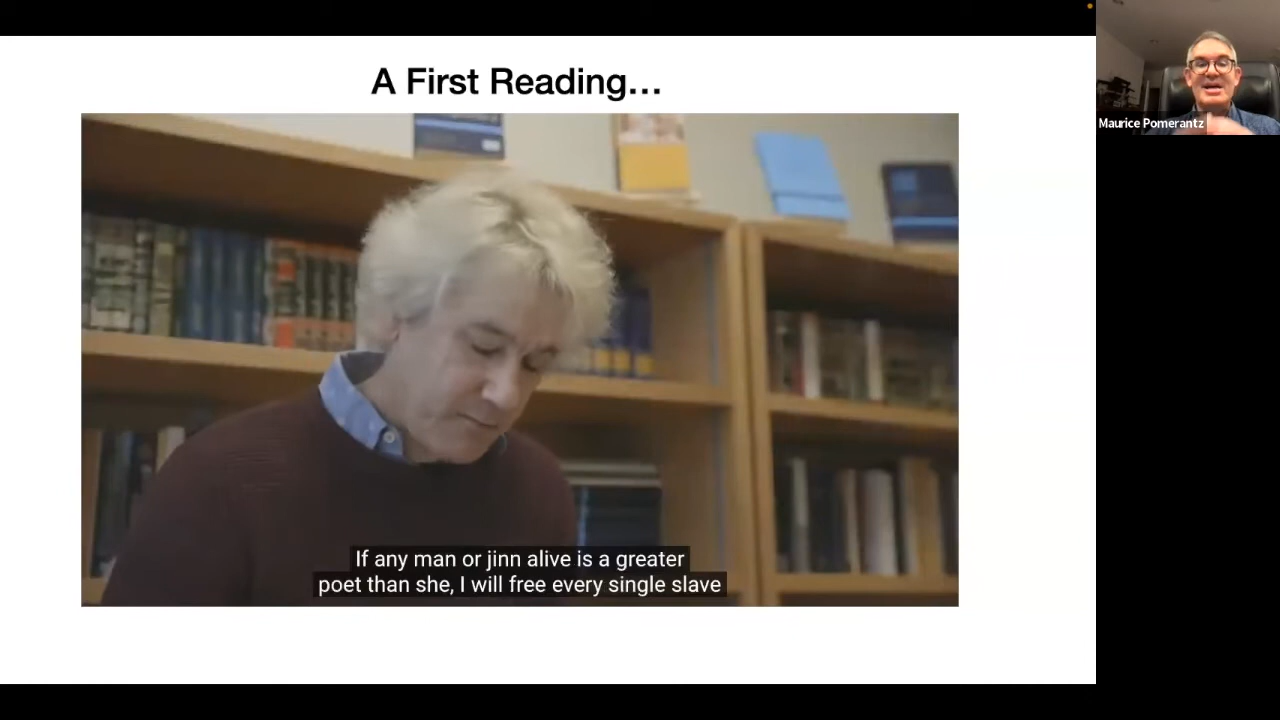 A First Reading...
Maurice Pomerantz
If any man or jinn alive is a greater
poet than she, I will free every single slave